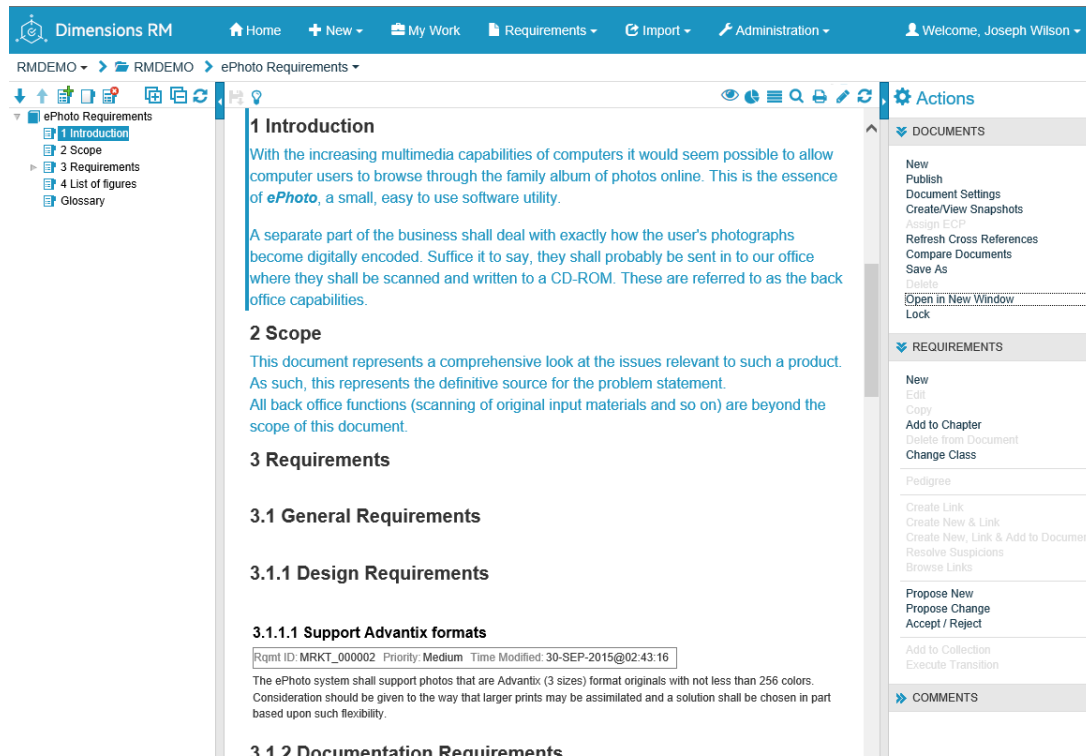 Dimensions RM
Home
New
My Work
Requirements
Import
Administration
Welcome, Joseph Wilson
RMDEMO
RMDEMO
ePhoto Requirements
ePhoto Requirements
1 Introduction
2 Scope
3 Requirements
4 List of figures
Glossary
1 Introduction
With the increasing multimedia capabilities of computers it would seem possible to allow
computer users to browse through the family album of photos online. This is the essence
of ePhoto, a small, easy to use software utility.
A separate part of the business shall deal with exactly how the user's photographs
become digitally encoded. Suffice it to say, they shall probably be sent in to our office
where they shall be scanned and written to a CD-ROM. These are referred to as the back
office capabilities.
2 Scope
This document represents a comprehensive look at the issues relevant to such a product.
As such, this represents the definitive source for the problem statement.
All back office functions (scanning of original input materials and so on) are beyond the
scope of this document.
3 Requirements
3.1 General Requirements
3.1.1 Design Requirements
3.1.1.1 Support Advantix formats
Rqmt ID: MRKT_000002 Priority: Medium Time Modified: 30-SEP-2015@02:43:16
The ePhoto system shall support photos that are Advantix (3 sizes) format originals with not less than 256 colors.
Consideration should be given to the way that larger prints may be assimilated and a solution shall be chosen in part
based upon such flexibility.
3.1.2 Documentation Requirements
Actions
DOCUMENTS
New
Publish
Document Settings
Create/View Snapshots
Assign ECP
Refresh Cross References
Compare Documents
Save As
Delete
Open in New Window
Lock
REQUIREMENTS
New
Edit
Copy
Add to Chapter
Delete from Document
Change Class
Pedigree
Create Link
Create New & Link
Create New, Link & Add to Documen
Resolve Suspicions
Browse Links
Propose New
Propose Change
Accept / Reject
Add to Collection
Execute Transition
COMMENTS